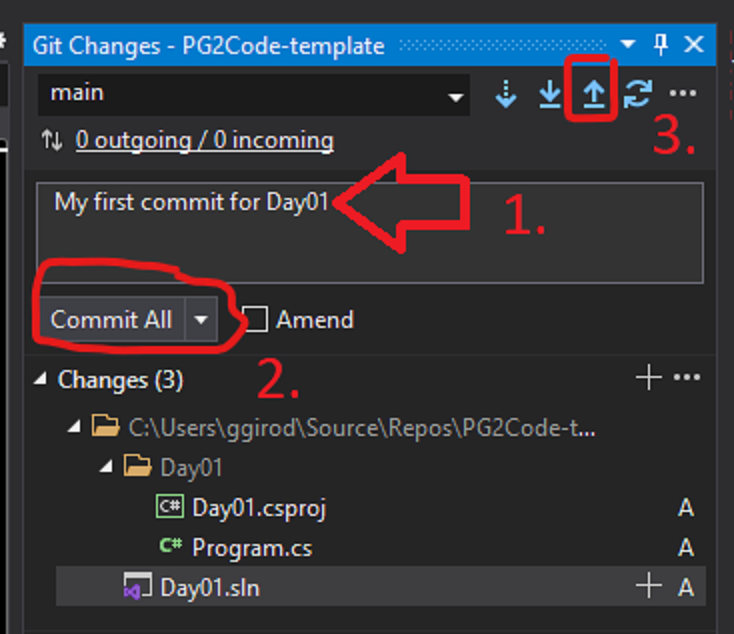 Git Changes - PG2Code-template
main
3.
0 outgoing / 0 incoming
My first commit for Day01
1.
Commit All
Amend
2.
Changes (3)
C:\Users\ggirod\Source\Repos\PG2Code-t...
Day01
C# Day01.csproj A
C# Program.cs A
Day01.sln A